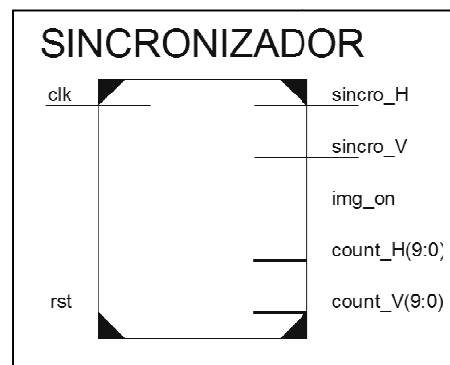 SINCRONIZADOR
clk sincro_H
sincro_V
img_on
count_H(9:0)
rst count_V(9:0)